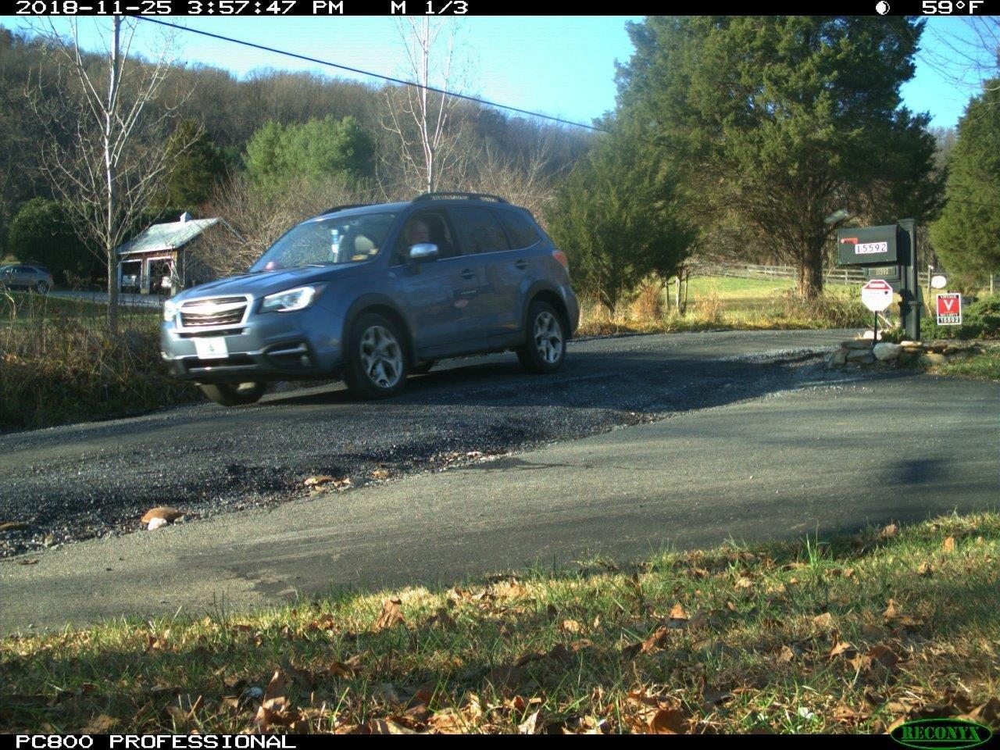 2018-11-25 3:57:47 PM M 1/3 59°F
15592
15592
V
15592
PC800 PROFESSIONAL
RECONYX